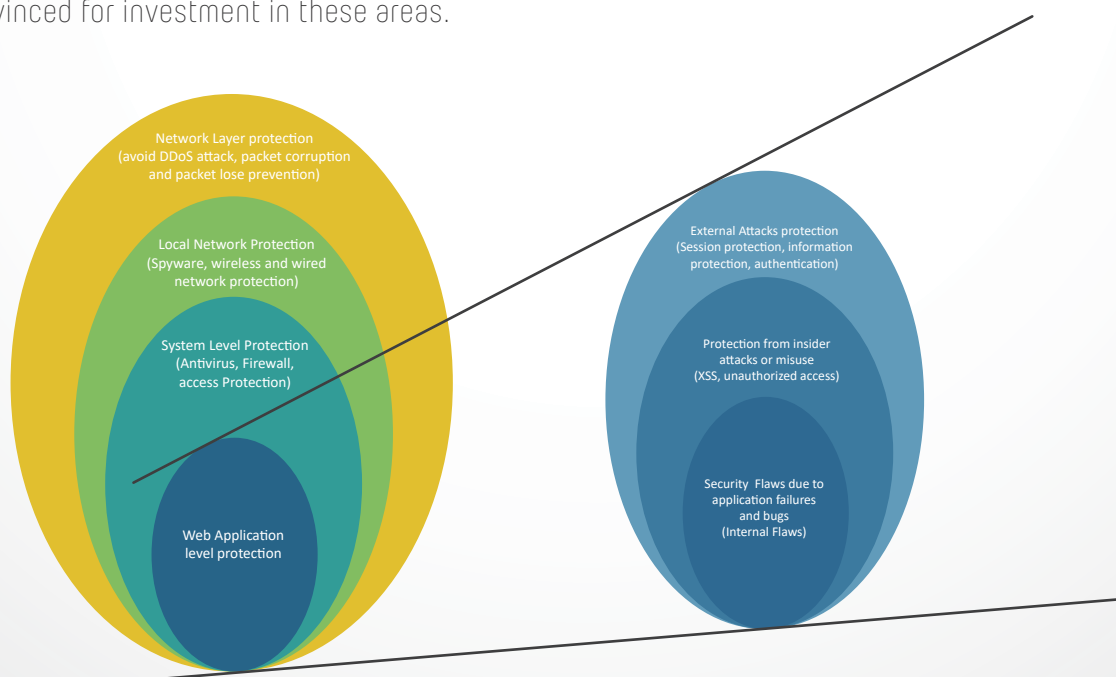 vinced for investment in these areas.
Network Layer protection
(avoid DDoS attack, packet corruption
and packet lose prevention)
Local Network Protection
(Spyware, wireless and wired
network protection)
System Level Protection
(Antivirus, Firewall,
access Protection)
Web Application
level protection
External Attacks protection
(Session protection, information
protection, authentication)
Protection from insider
attacks or misuse
(XSS, unauthorized access)
Security Flaws due to
application failures
and bugs
(Internal Flaws)